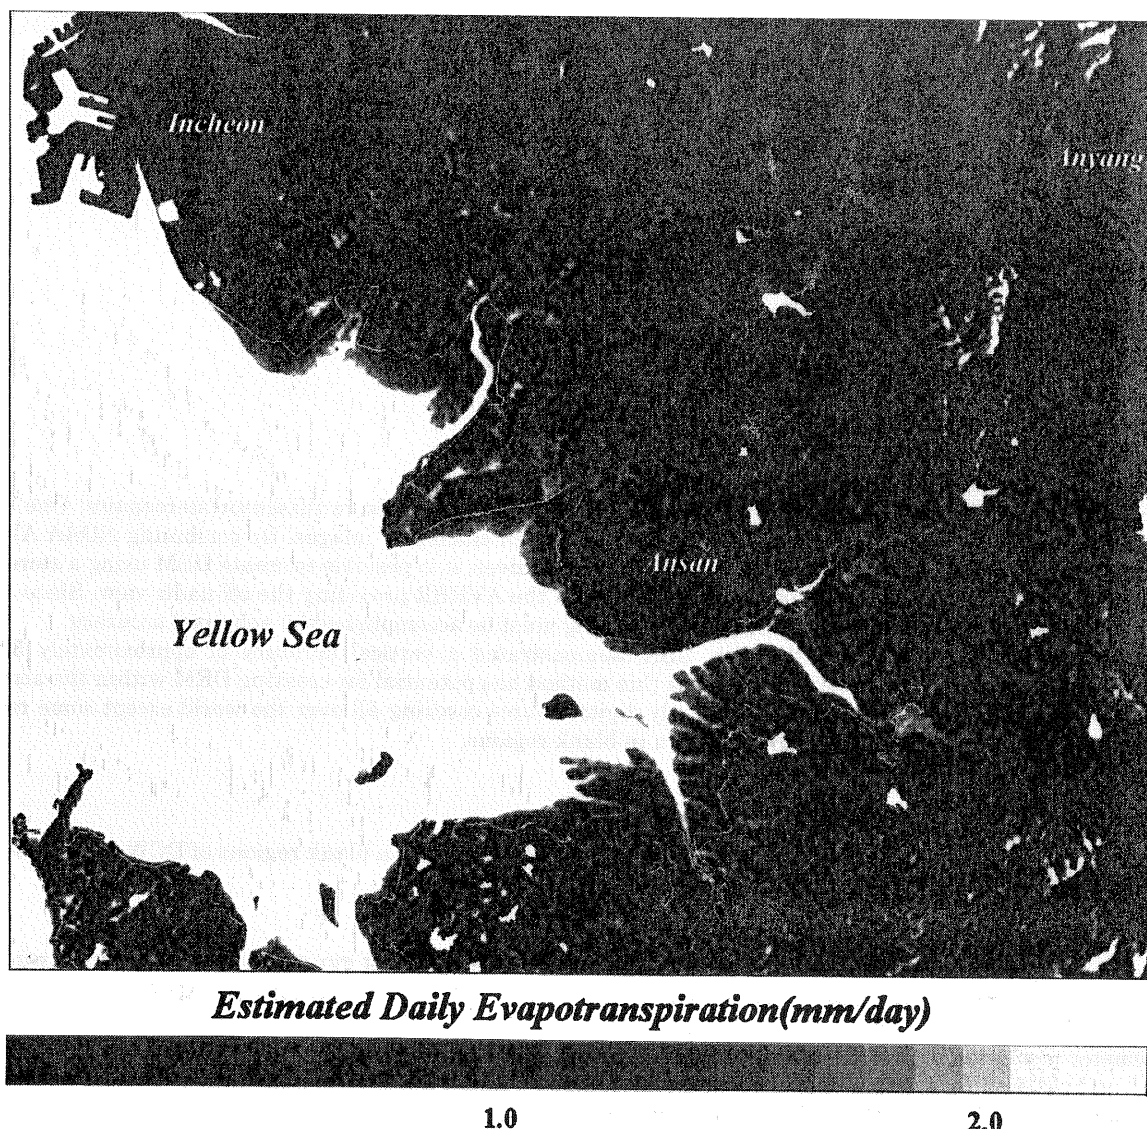 Incheon
Anyang
Ansan
Yellow Sea
Estimated Daily Evapotranspiration(mm/day)
1.0
2.0